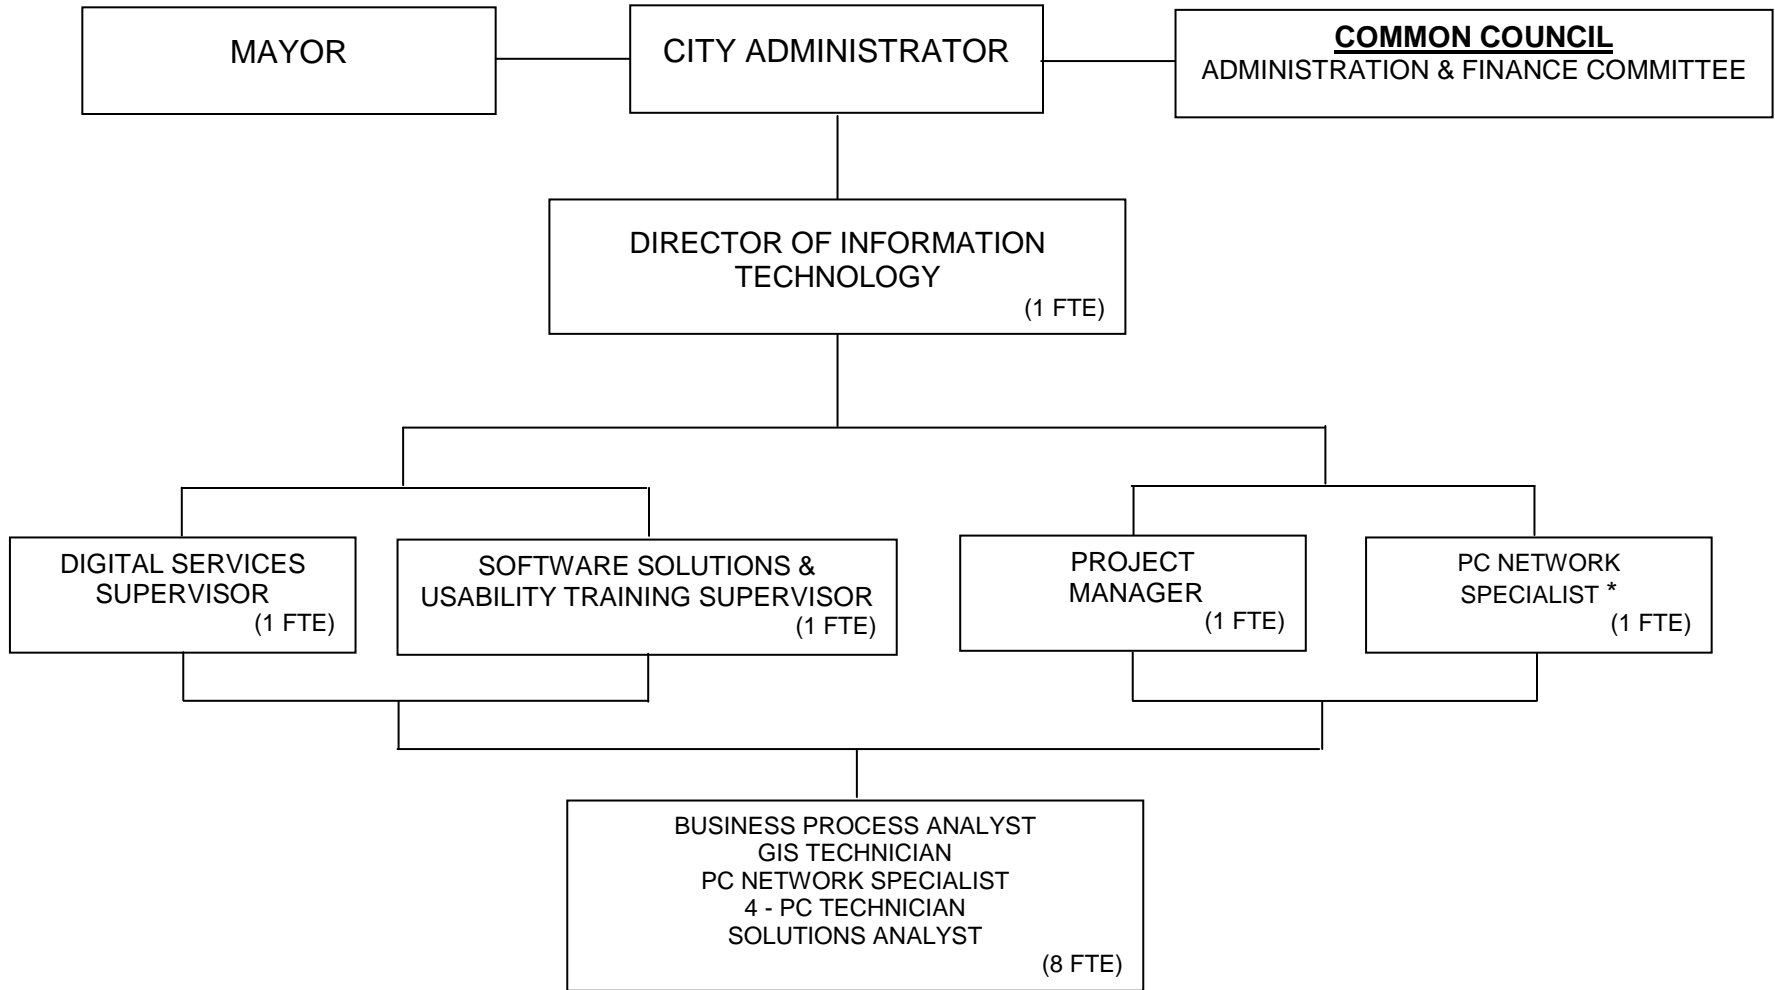 MAYOR
CITY ADMINISTRATOR
COMMON COUNCIL
ADMINISTRATION & FINANCE COMMITTEE
DIRECTOR OF INFORMATION
TECHNOLOGY
(1 FTE)
DIGITAL SERVICES
SUPERVISOR
(1 FTE)
SOFTWARE SOLUTIONS &
USABILITY TRAINING SUPERVISOR
(1 FTE)
PROJECT
MANAGER
(1 FTE)
PC NETWORK
SPECIALIST *
(1 FTE)
BUSINESS PROCESS ANALYST
GIS TECHNICIAN
PC NETWORK SPECIALIST
4 - PC TECHNICIAN
SOLUTIONS ANALYST
(8 FTE)